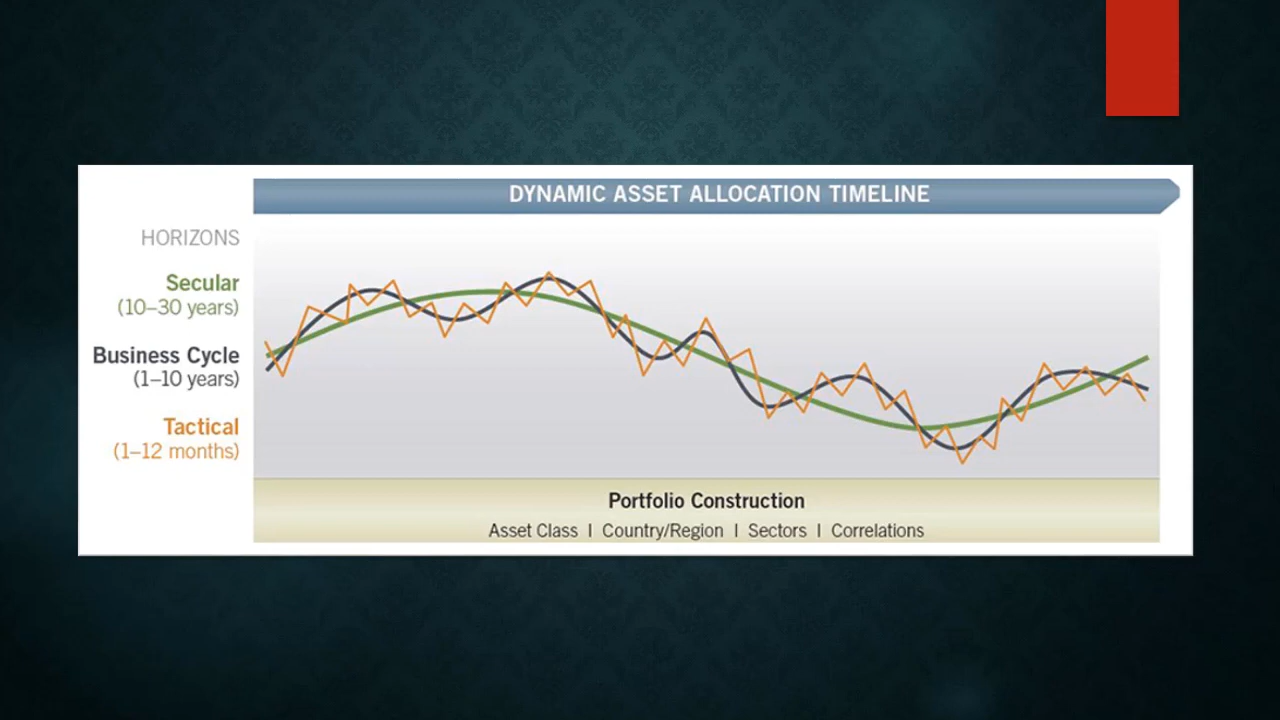 DYNAMIC ASSET ALLOCATION TIMELINE
HORIZONS
Secular
(10–30 years)
Business Cycle
(1–10 years)
Tactical
(1–12 months)
Portfolio Construction
Asset Class | Country/Region | Sectors | Correlations